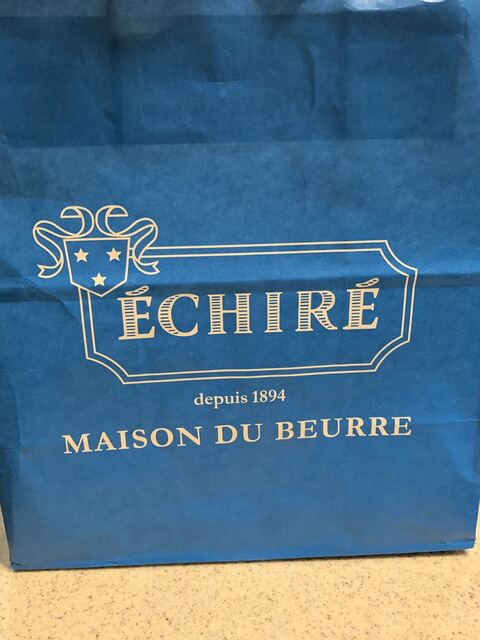 ÉCHIRÉ
depuis 1894
MAISON DU BEURRE